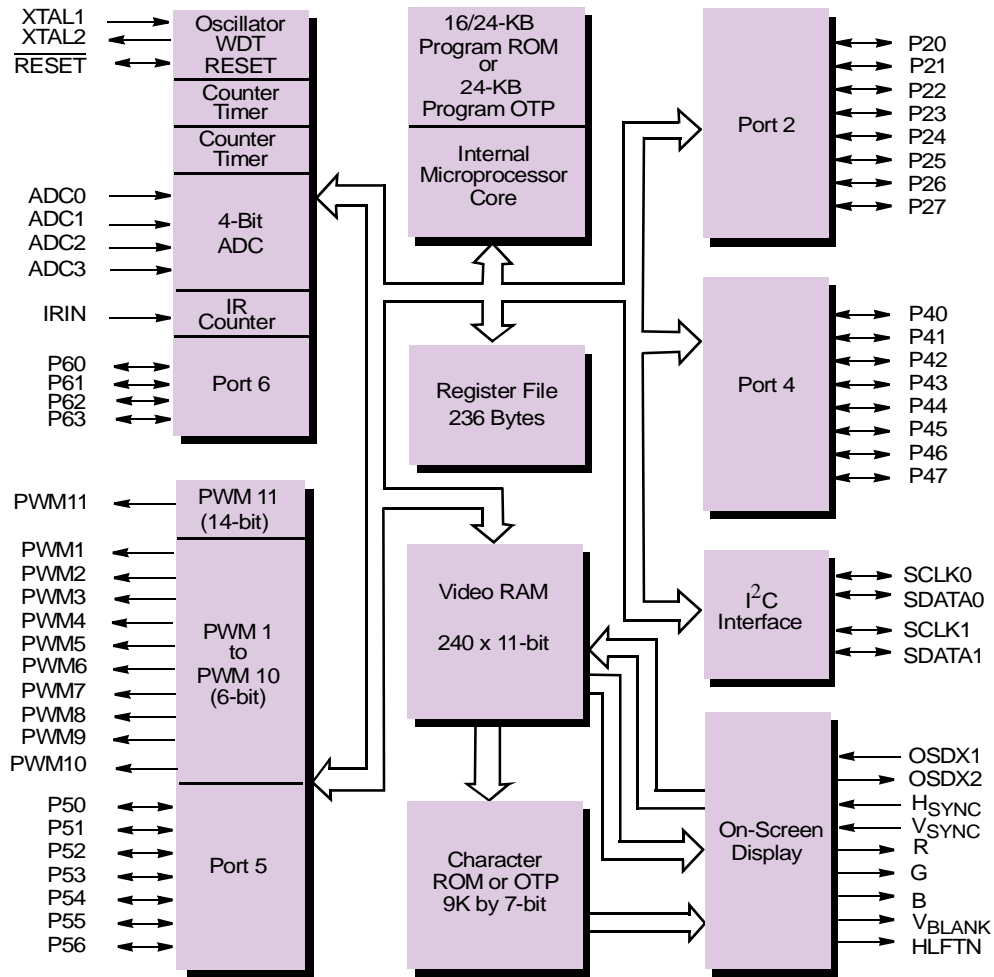 XTAL1
XTAL2
RESET
Oscillator
WDT
RESET
Counter
Timer
Counter
Timer
ADC0
ADC1
ADC2
ADC3
4-Bit
ADC
IRIN
IR
Counter
P60
P61
P62
P63
Port 6
16/24-KB
Program ROM
or
24-KB
Program OTP
Internal
Microprocessor
Core
Register File
236 Bytes
Port 2
P20
P21
P22
P23
P24
P25
P26
P27
Port 4
P40
P41
P42
P43
P44
P45
P46
P47
PWM11
PWM 11
(14-bit)
PWM1
PWM2
PWM3
PWM4
PWM5
PWM6
PWM7
PWM8
PWM9
PWM10
PWM 1
to
PWM 10
(6-bit)
P50
P51
P52
P53
P54
P55
P56
Port 5
Video RAM
240 x 11-bit
Character
ROM or OTP
9K by 7-bit
I²C
Interface
SCLK0
SDATA0
SCLK1
SDATA1
On-Screen
Display
OSDX1
OSDX2
HSYNC
VSYNC
R
G
B
VBLANK
HLFTN